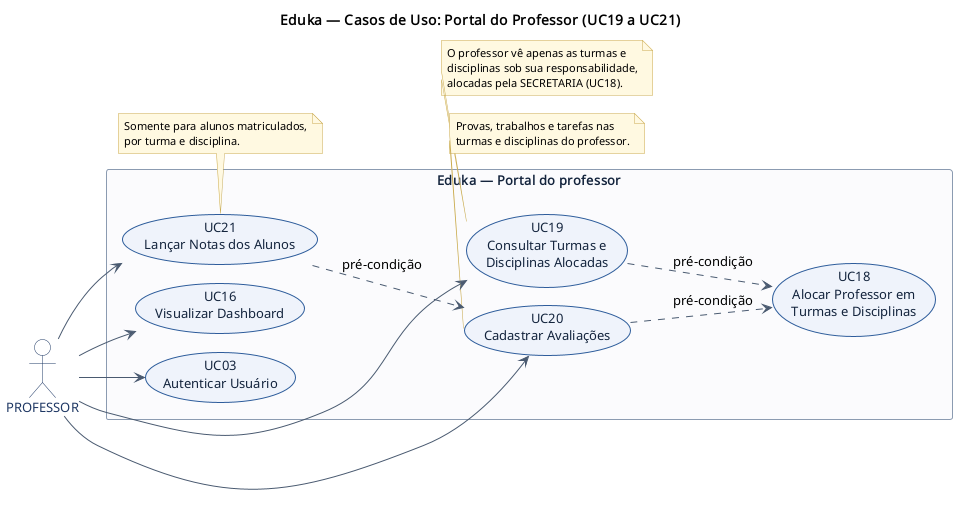 Eduka — Casos de Uso: Portal do Professor (UC19 a UC21)
O professor vê apenas as turmas e
disciplinas sob sua responsabilidade,
alocadas pela SECRETARIA (UC18).
Somente para alunos matriculados,
por turma e disciplina.
Provas, trabalhos e tarefas nas
turmas e disciplinas do professor.
Eduka — Portal do professor
UC21
Lançar Notas dos Alunos
UC19
Consultar Turmas e
Disciplinas Alocadas
pré-condição
pré-condição
UC18
Alocar Professor em
Turmas e Disciplinas
UC16
Visualizar Dashboard
pré-condição
UC20
Cadastrar Avaliações
UC03
Autenticar Usuário
PROFESSOR